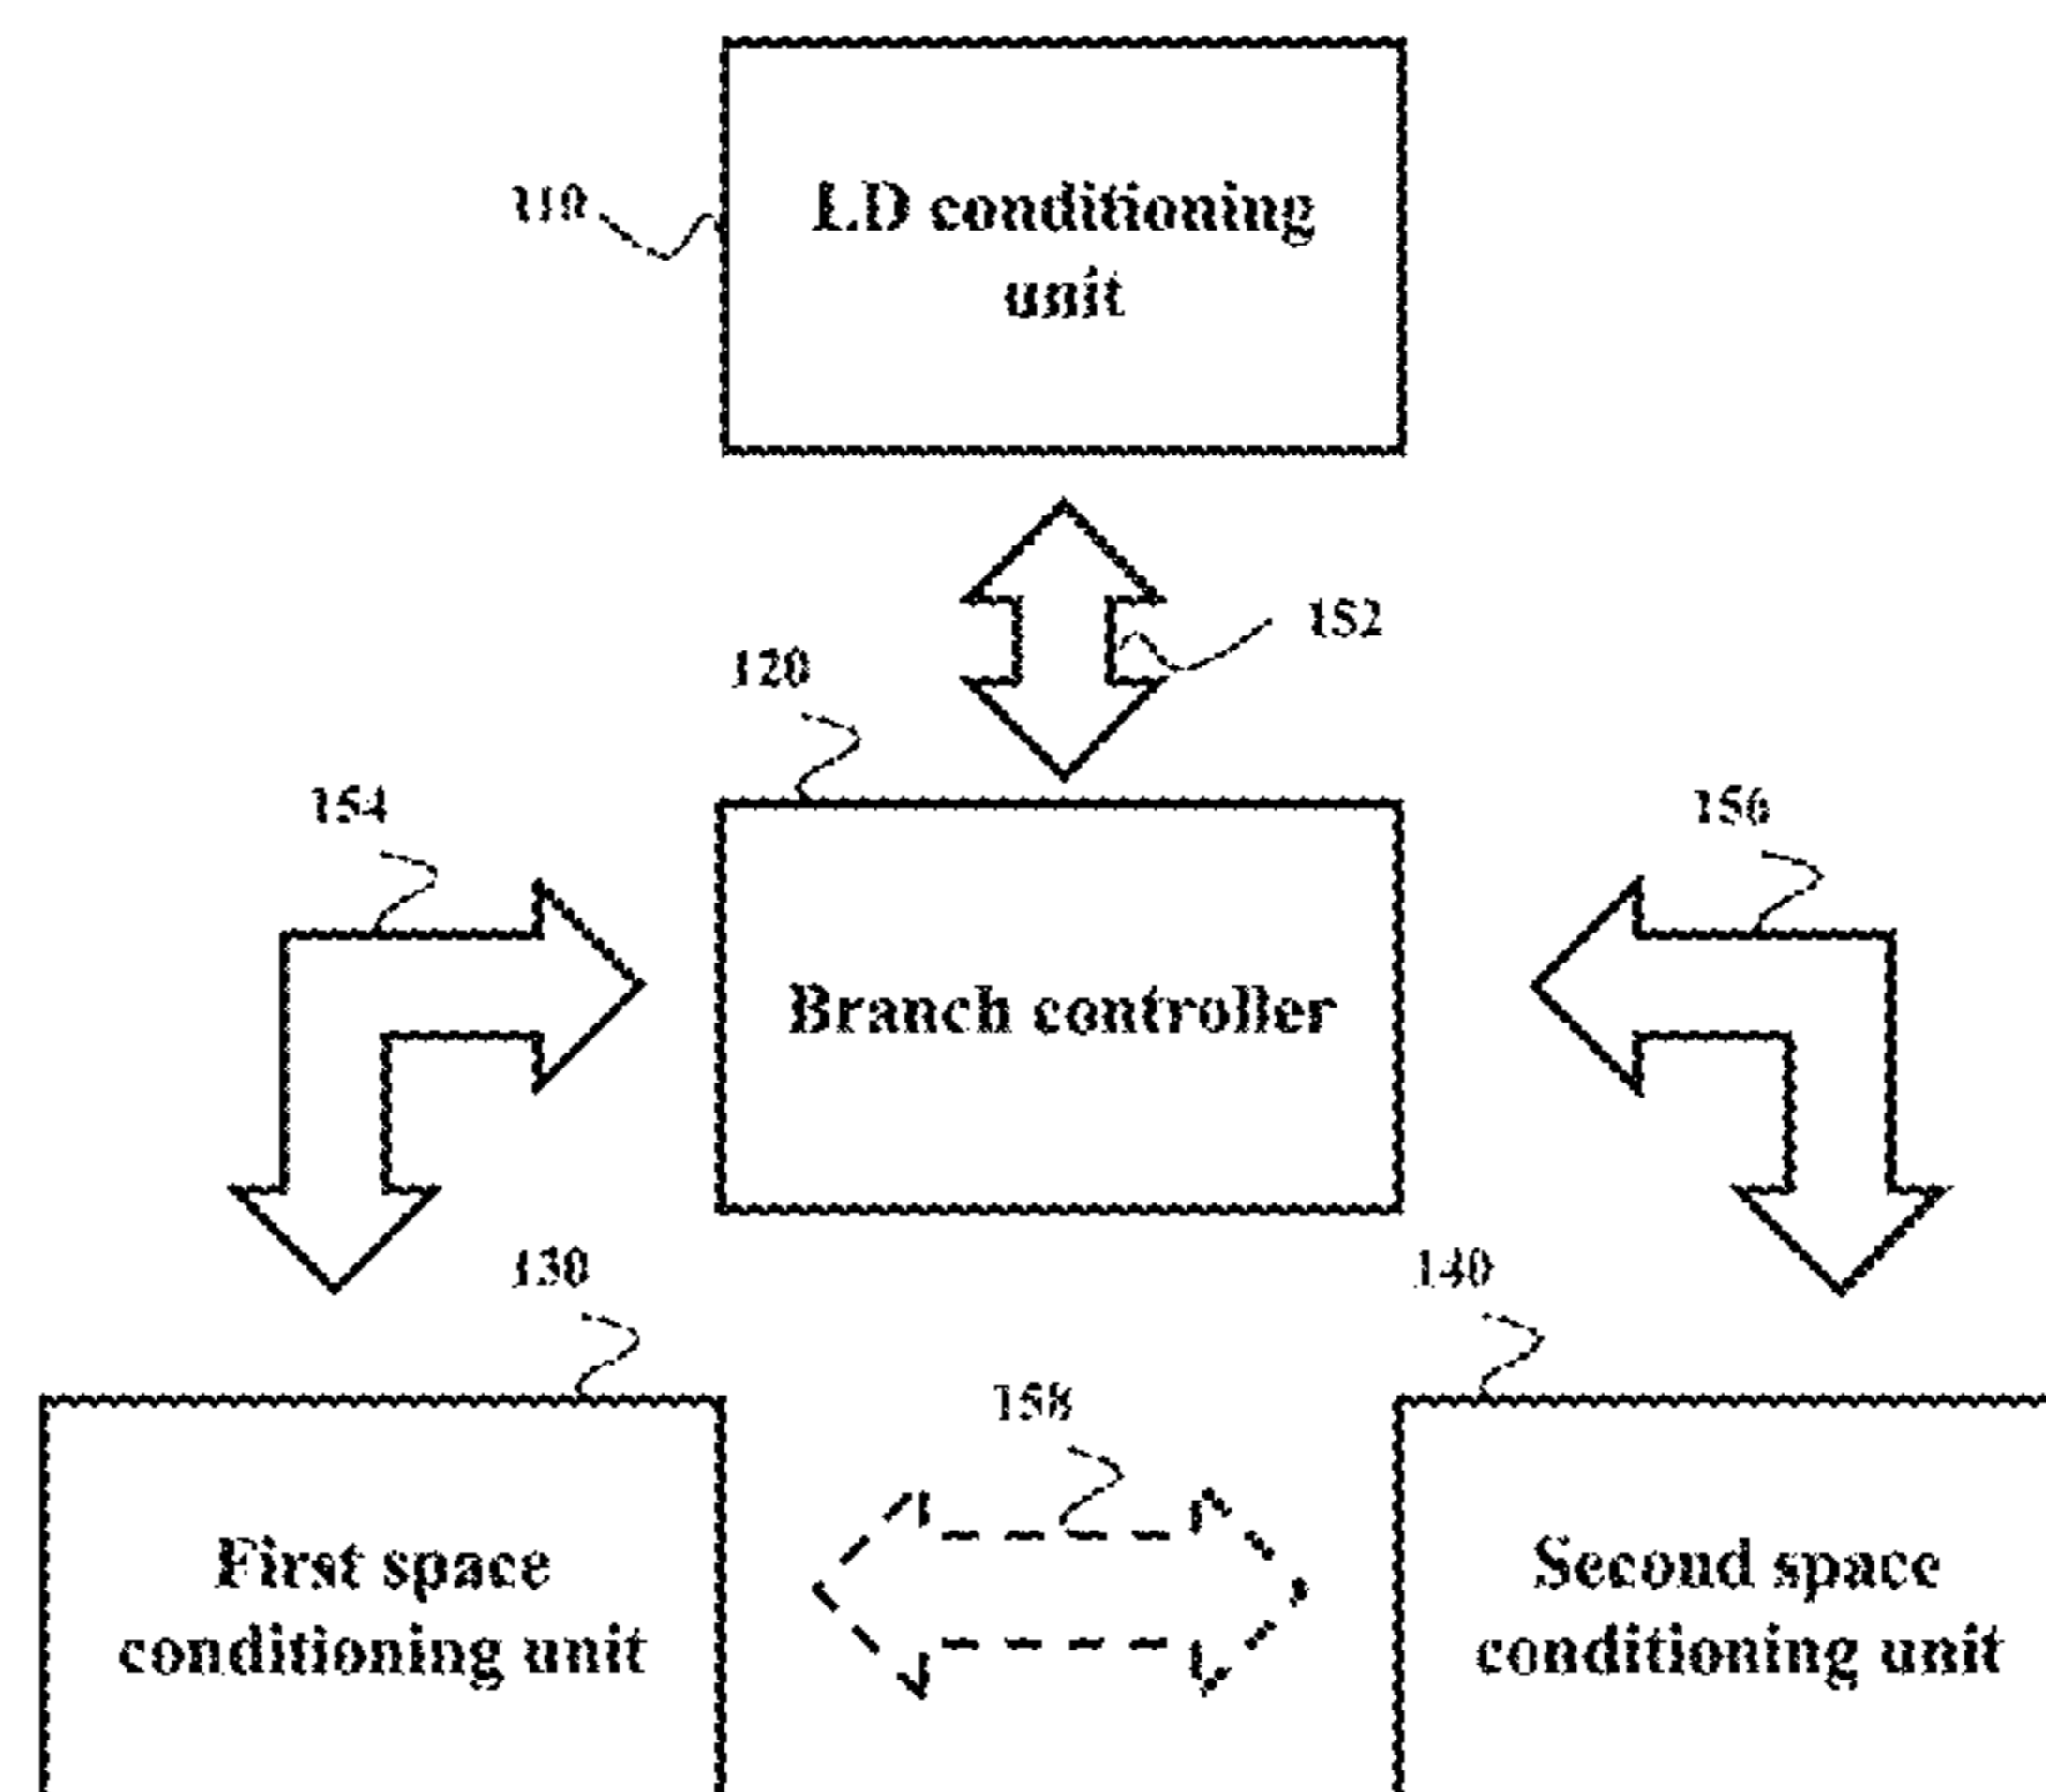 110
LD conditioning
unit
152
120
154
156
Branch controller
130
140
158
First space
conditioning unit
Second space
conditioning unit